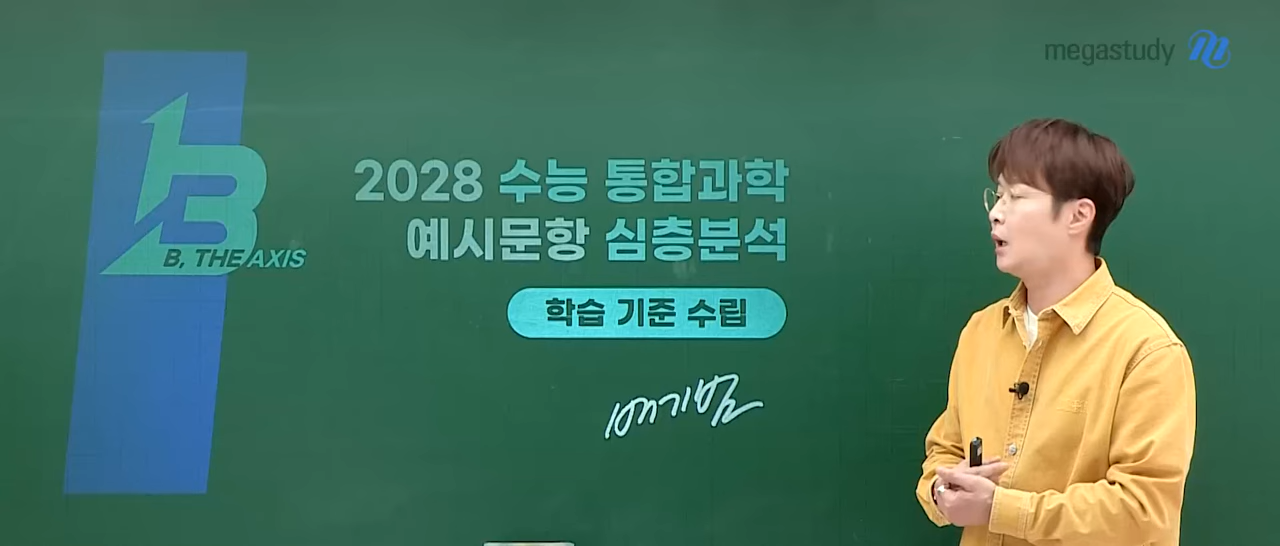 megastudy
B, THE AXIS
2028 수능 통합과학
예시문항 심층분석
학습 기준 수립
배기범